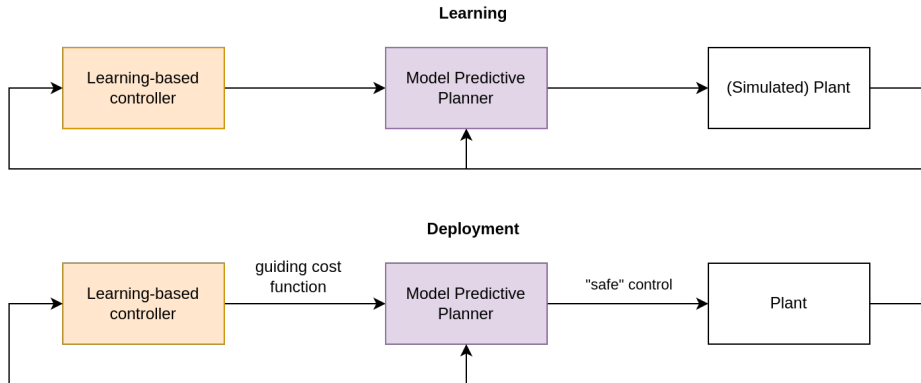 Learning
Learning-based
controller
Model Predictive
Planner
(Simulated) Plant
Deployment
Learning-based
controller
guiding cost
function
Model Predictive
Planner
"safe" control
Plant